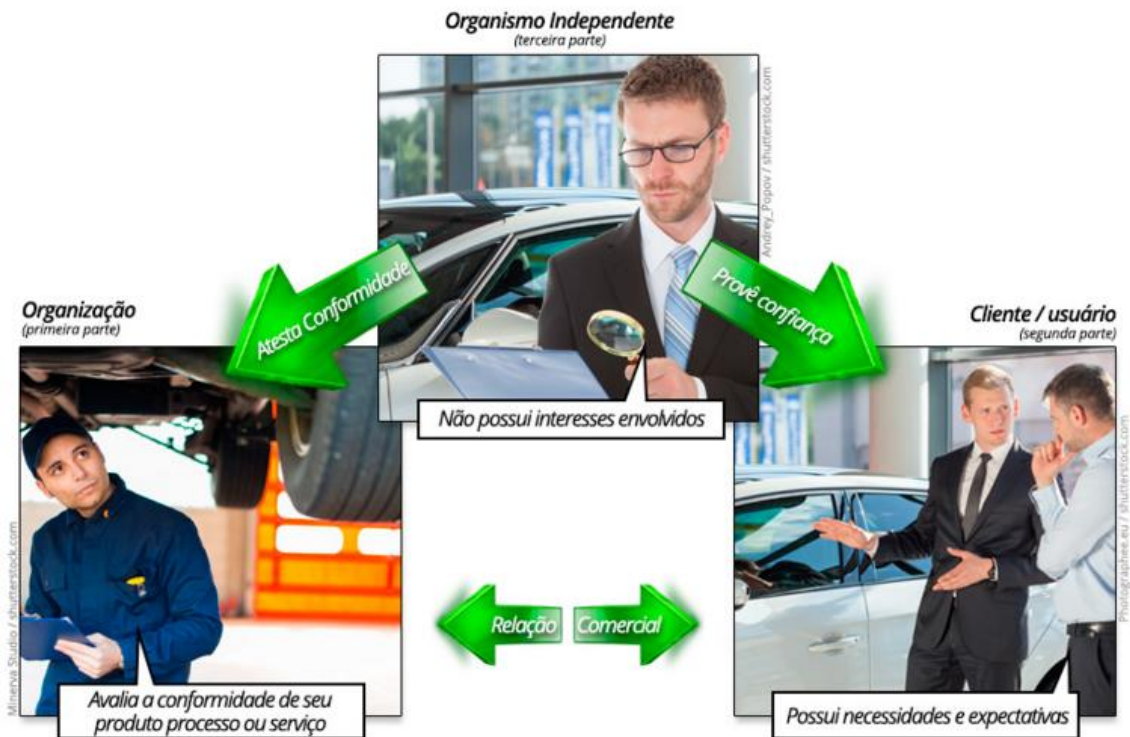 Organismo Independente
(terceira parte)
Andrey_Popov / shutterstock.com
Atesta Conformidade
Provê confiança
Não possui interesses envolvidos
Organização
(primeira parte)
Cliente / usuário
(segunda parte)
Minerva Studio / shutterstock.com
Photographee.eu / shutterstock.com
Relação Comercial
Avalia a conformidade de seu
produto processo ou serviço
Possui necessidades e expectativas